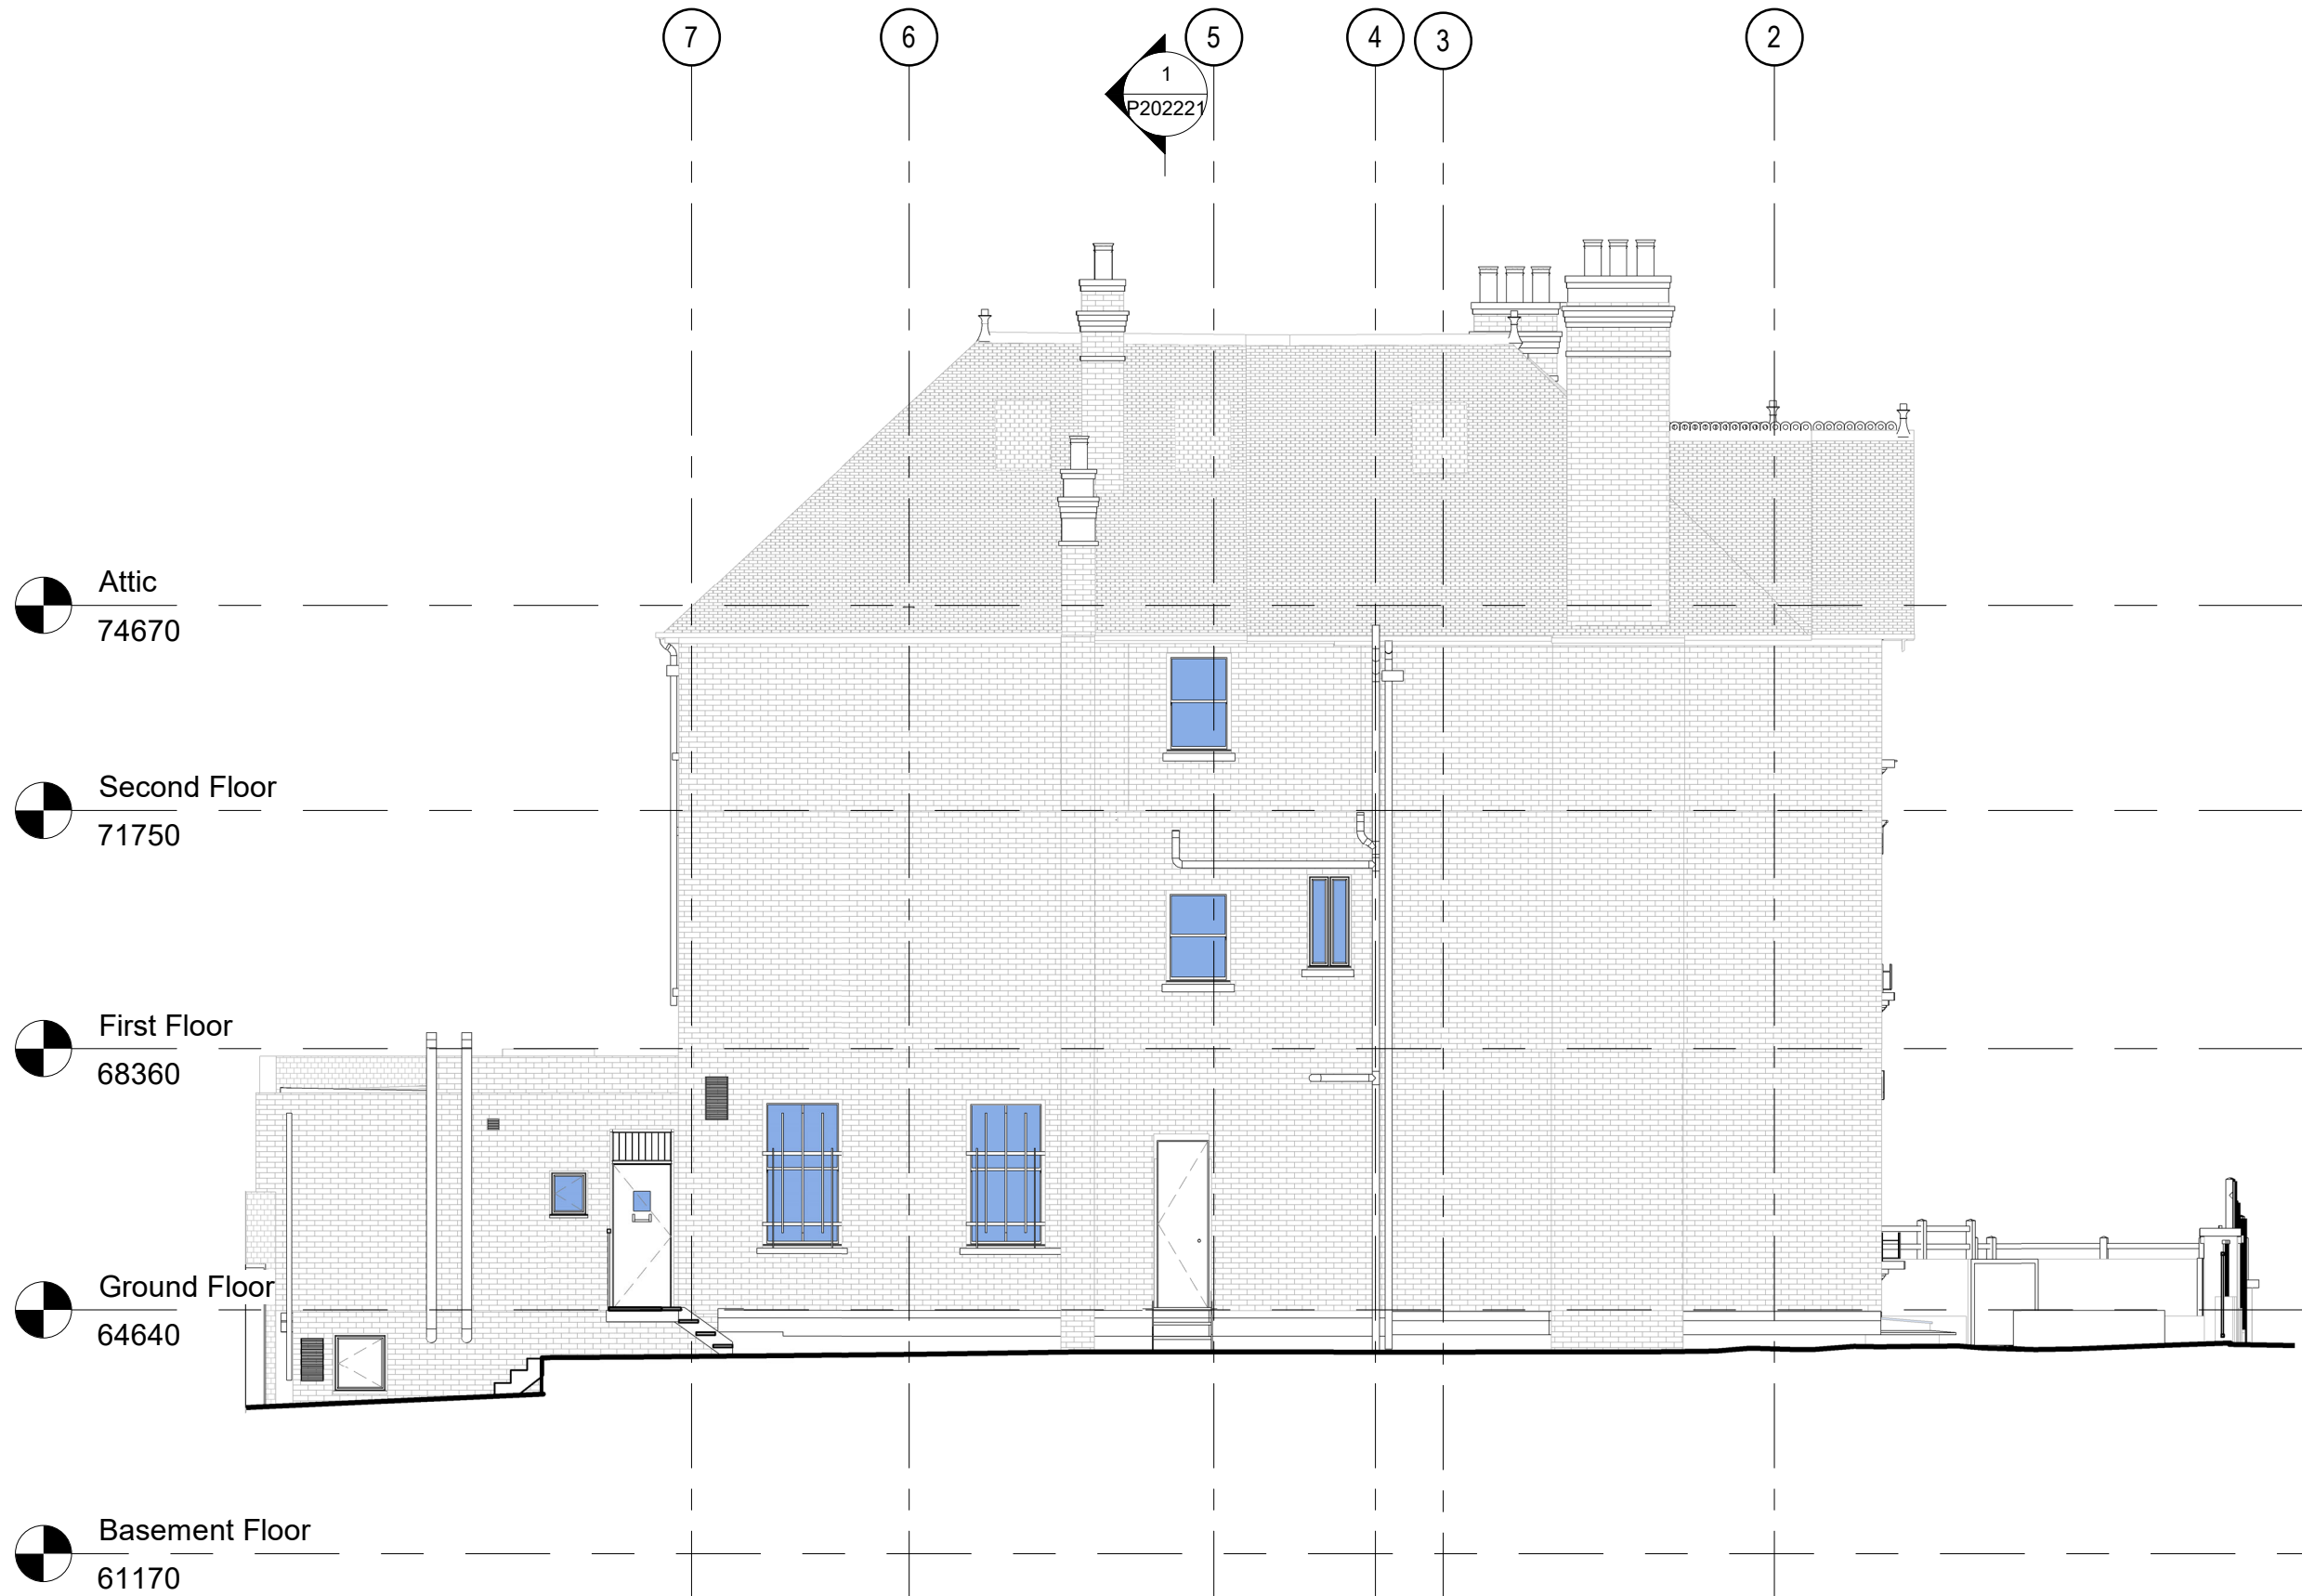 7
6
5
4
3
2
1
P202221
Attic
74670
Second Floor
71750
First Floor
68360
Ground Floor
64640
Basement Floor
61170